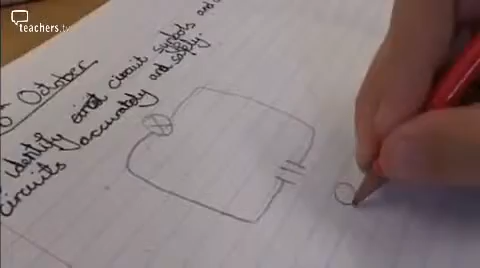 teachers.tv
October
identify circuit symbols and
circuits accurately and safely.